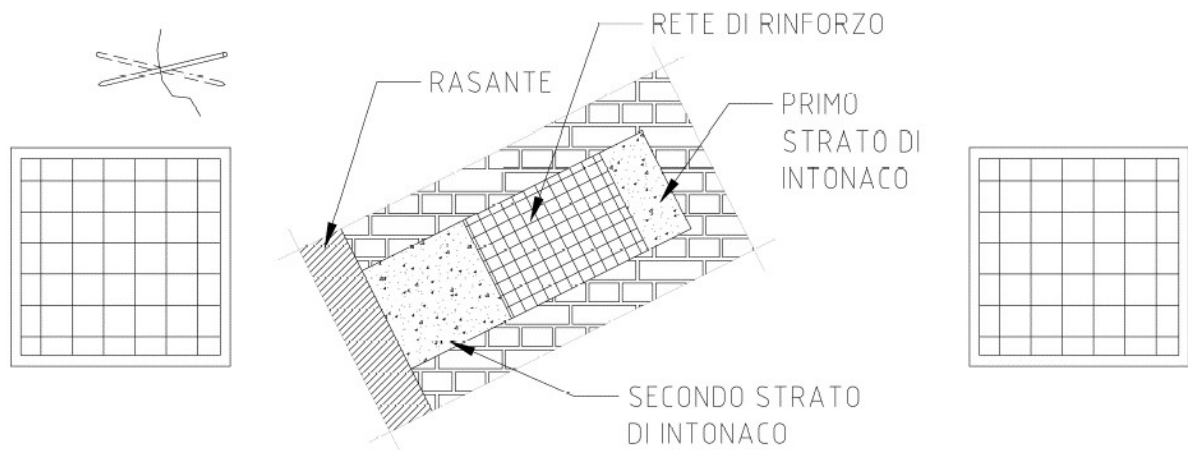 RETE DI RINFORZO
RASANTE
PRIMO
STRATO DI
INTONACO
SECONDO STRATO
DI INTONACO